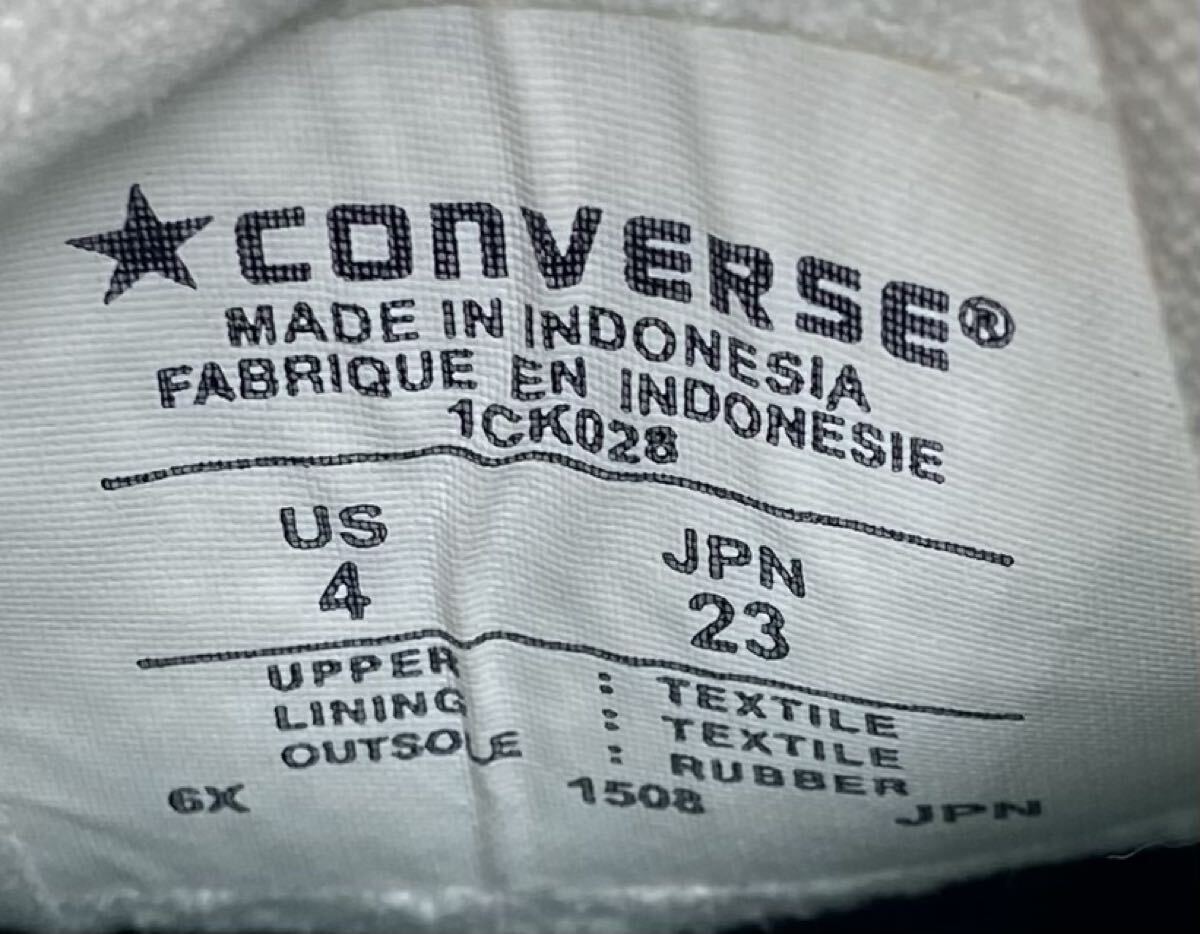 CONVERSE®
MADE IN INDONESIA
FABRIQUE EN INDONESIE
1CK028
US JPN
4 23
UPPER : TEXTILE
LINING : TEXTILE
OUTSOLE : RUBBER
6X 1508 JPN